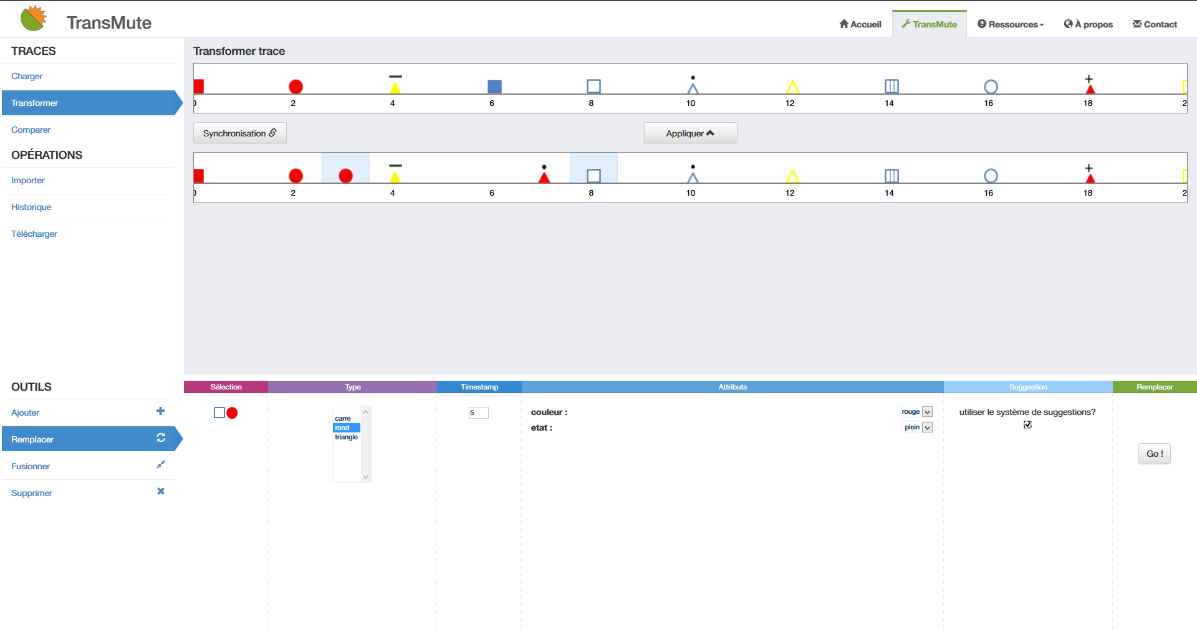 TransMute
Accueil
TransMute
Ressources
À propos
Contact
TRACES
Charger
Transformer
Comparer
OPÉRATIONS
Importer
Historique
Télécharger
Transformer trace
0 2 4 6 8 10 12 14 16 18 2
Synchronisation
Appliquer
0 2 4 6 8 10 12 14 16 18 2
OUTILS
Ajouter
Remplacer
Fusionner
Supprimer
Sélection
Type
Timestamp
Attributs
Suggestion
Remplacer
carre
rond
triangle
5
couleur :
rouge
etat :
plein
utiliser le système de suggestions?
Go !